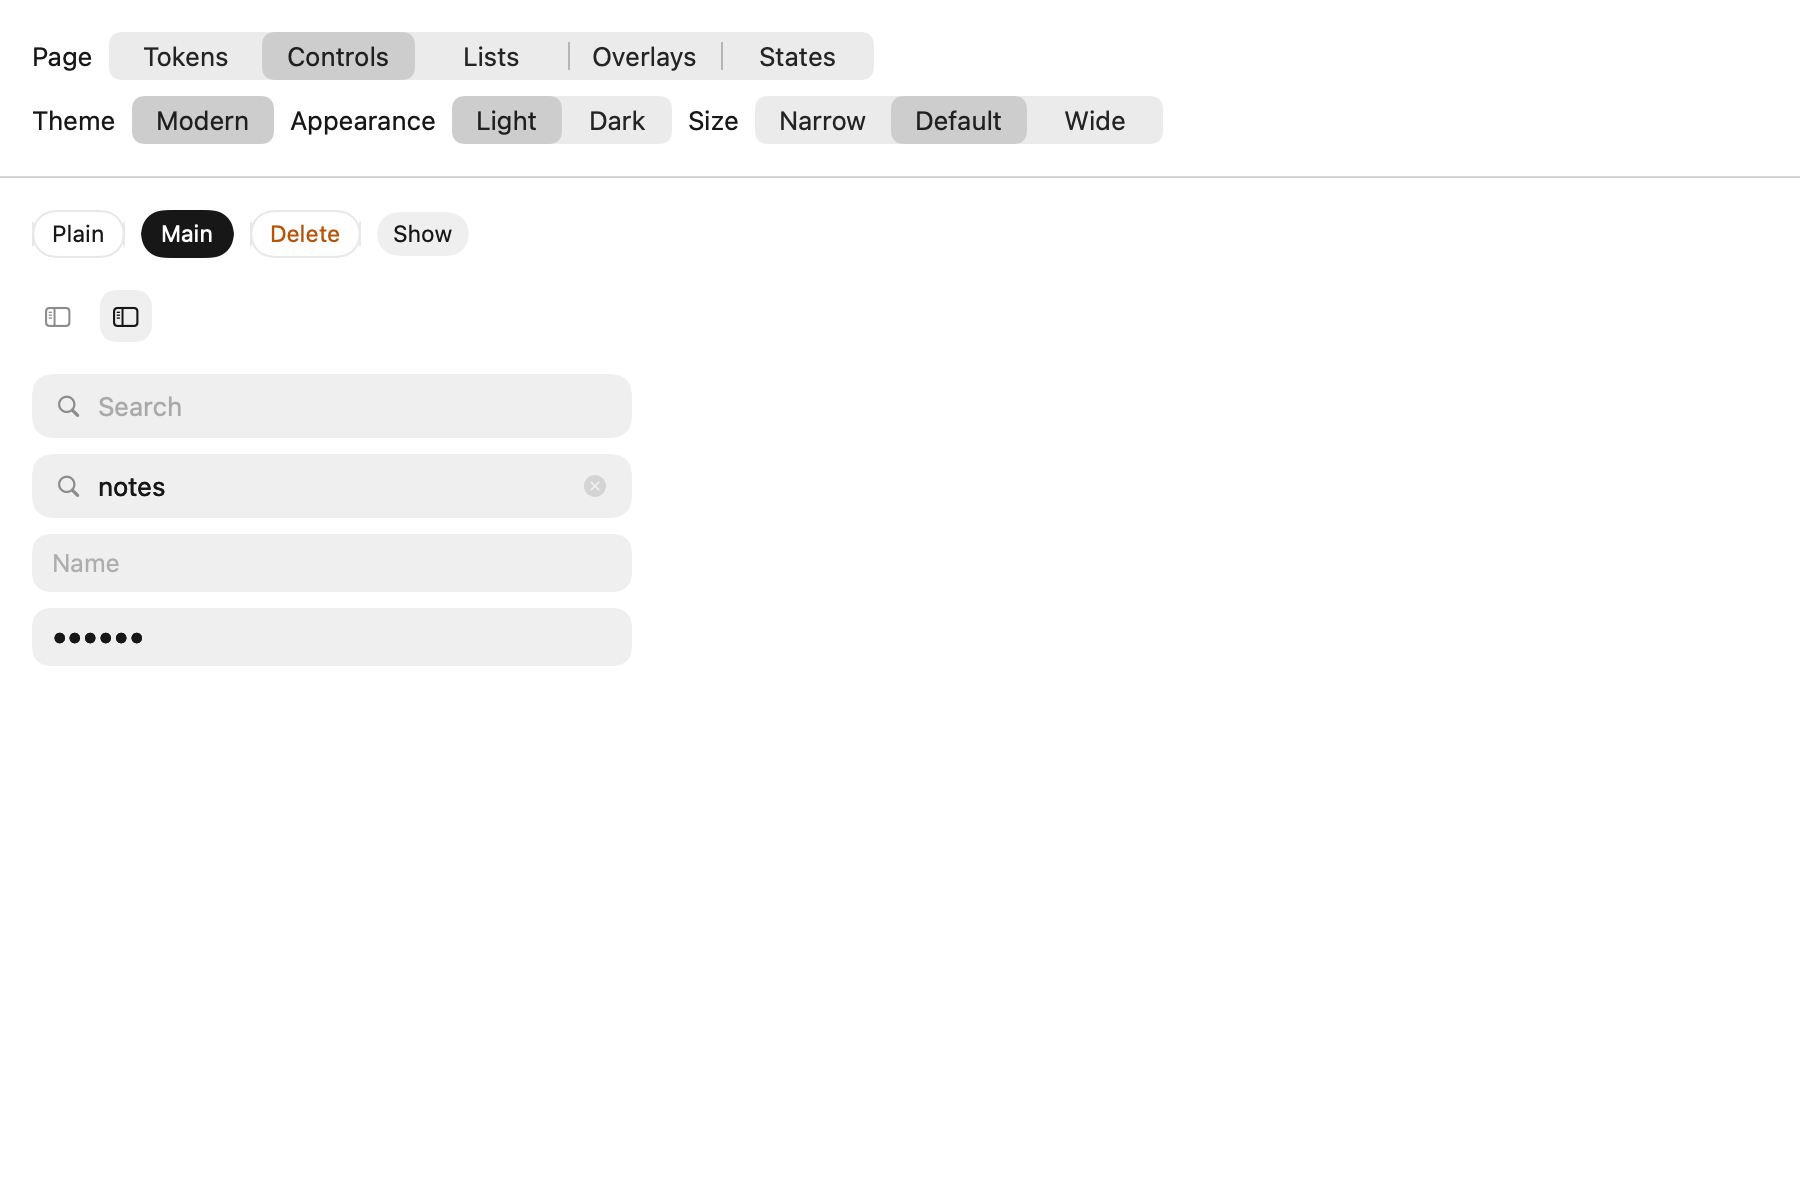 Page Tokens Controls Lists Overlays States
Theme Modern Appearance Light Dark Size Narrow Default Wide
Plain Main Delete Show
Search
notes
Name
••••••